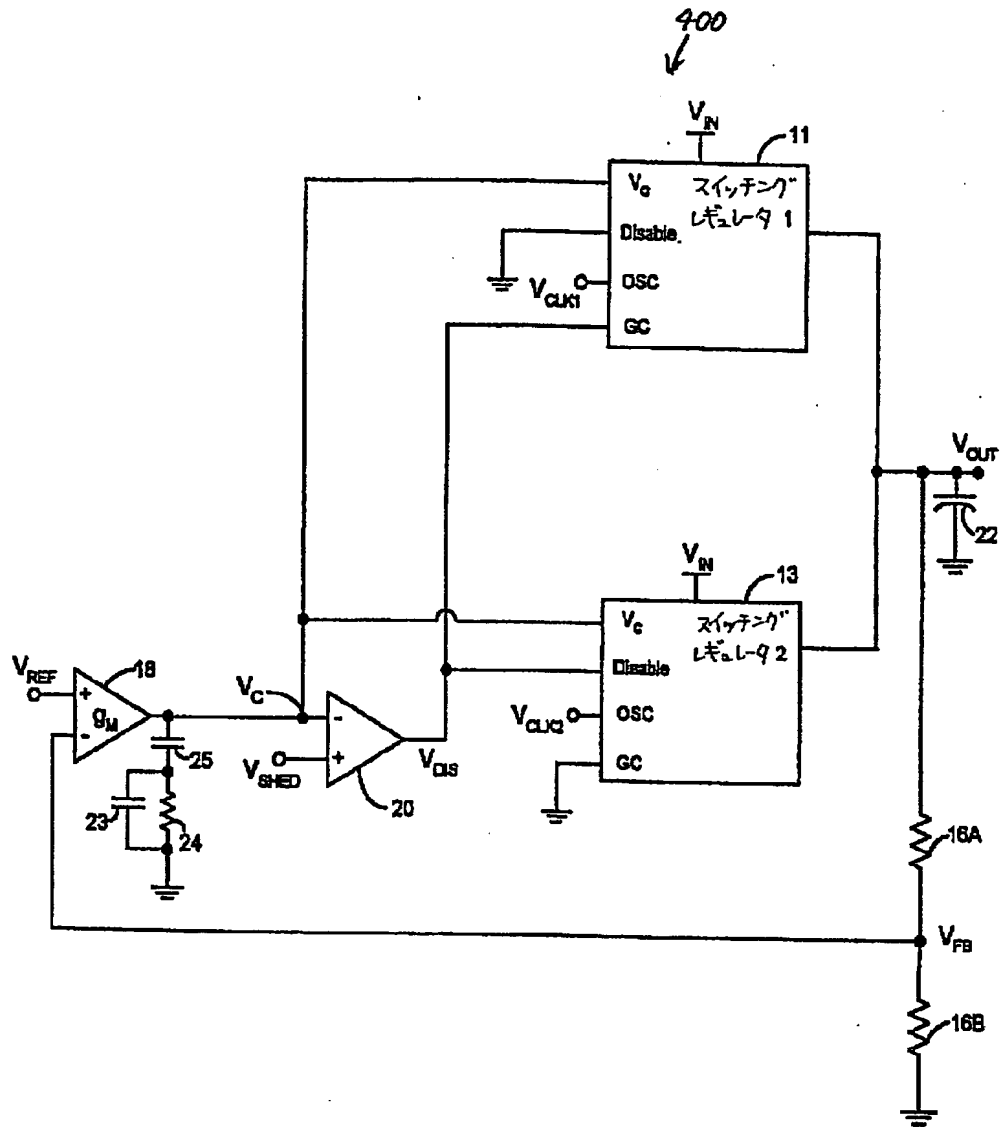 400
V_IN
11
V_C
スイッチング
レギュレータ 1
Disable
V_CLK1
OSC
GC
V_OUT
22
V_IN
13
V_C
スイッチング
レギュレータ 2
Disable
V_CLK2
OSC
GC
V_REF
+
g_M
-
18
V_C
-
+
V_SHED
V_DIS
20
25
23
24
16A
V_FB
16B